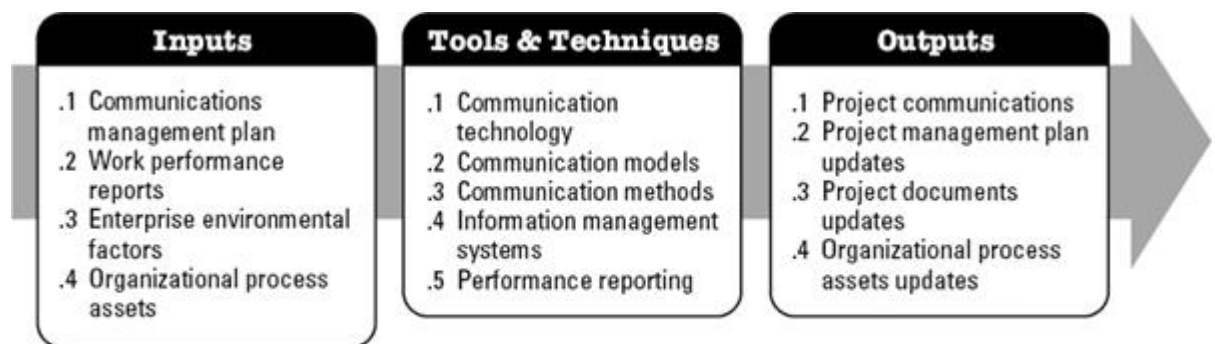 Inputs
.1 Communications
management plan
.2 Work performance
reports
.3 Enterprise environmental
factors
.4 Organizational process
assets
Tools & Techniques
.1 Communication
technology
.2 Communication models
.3 Communication methods
.4 Information management
systems
.5 Performance reporting
Outputs
.1 Project communications
.2 Project management plan
updates
.3 Project documents
updates
.4 Organizational process
assets updates